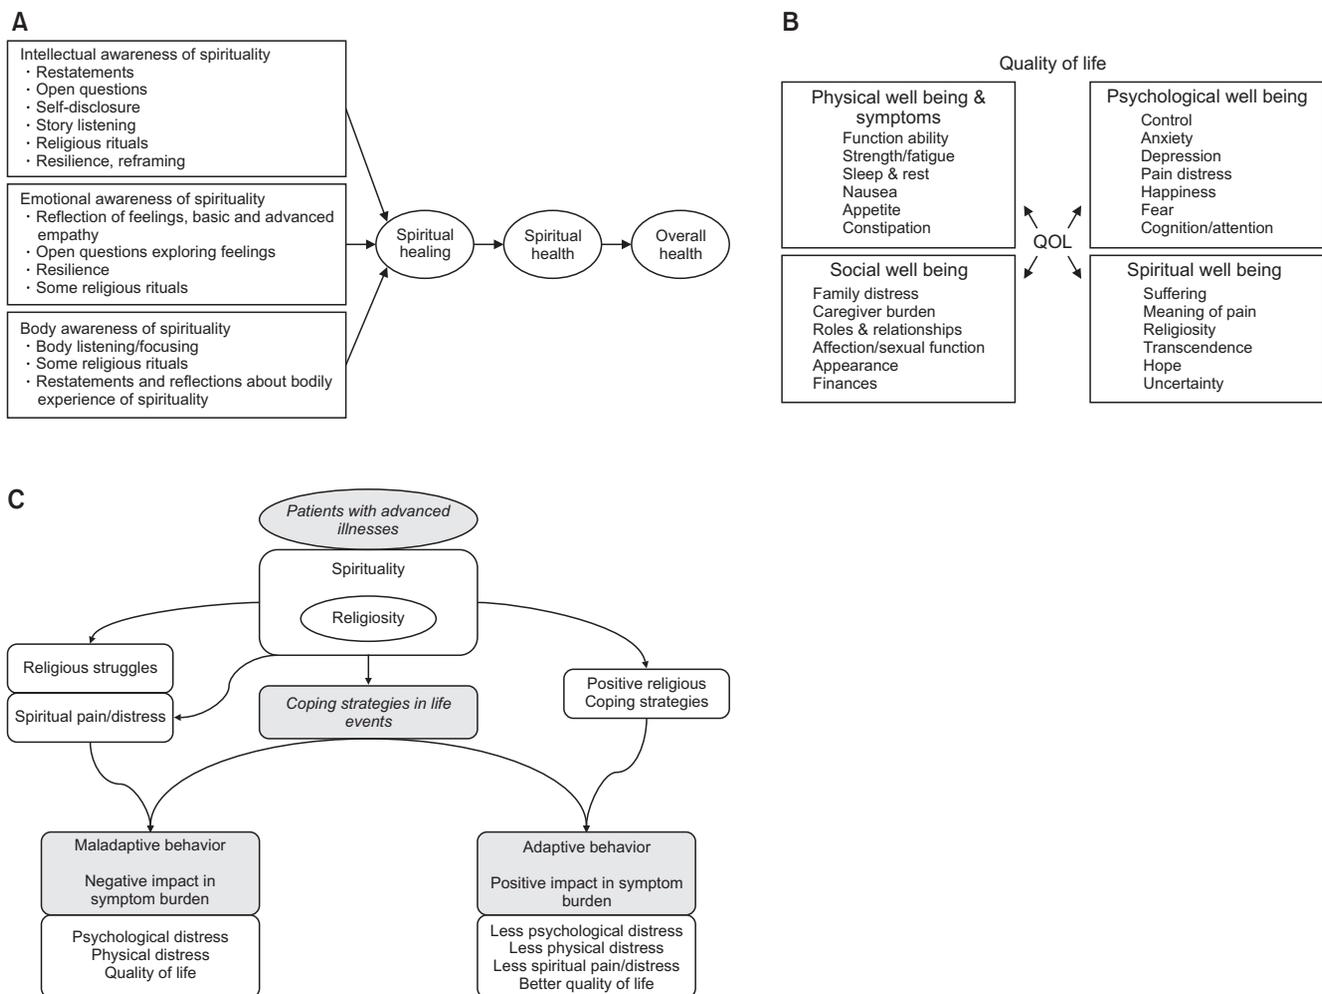 A
Intellectual awareness of spirituality
· Restatements
· Open questions
· Self-disclosure
· Story listening
· Religious rituals
· Resilience, reframing
Emotional awareness of spirituality
· Reflection of feelings, basic and advanced
empathy
· Open questions exploring feelings
· Resilience
· Some religious rituals
Body awareness of spirituality
· Body listening/focusing
· Some religious rituals
· Restatements and reflections about bodily
experience of spirituality
Spiritual
healing
Spiritual
health
Overall
health
B
Quality of life
Physical well being &
symptoms
Function ability
Strength/fatigue
Sleep & rest
Nausea
Appetite
Constipation
Psychological well being
Control
Anxiety
Depression
Pain distress
Happiness
Fear
Cognition/attention
QOL
Social well being
Family distress
Caregiver burden
Roles & relationships
Affection/sexual function
Appearance
Finances
Spiritual well being
Suffering
Meaning of pain
Religiosity
Transcendence
Hope
Uncertainty
C
Patients with advanced
illnesses
Spirituality
Religiosity
Religious struggles
Spiritual pain/distress
Coping strategies in life
events
Positive religious
Coping strategies
Maladaptive behavior
Negative impact in
symptom burden
Psychological distress
Physical distress
Quality of life
Adaptive behavior
Positive impact in symptom
burden
Less psychological distress
Less physical distress
Less spiritual pain/distress
Better quality of life